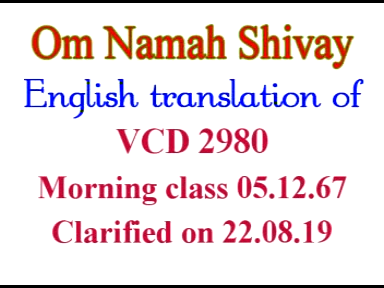 Om Namah Shivay
English translation of
VCD 2980
Morning class 05.12.67
Clarified on 22.08.19